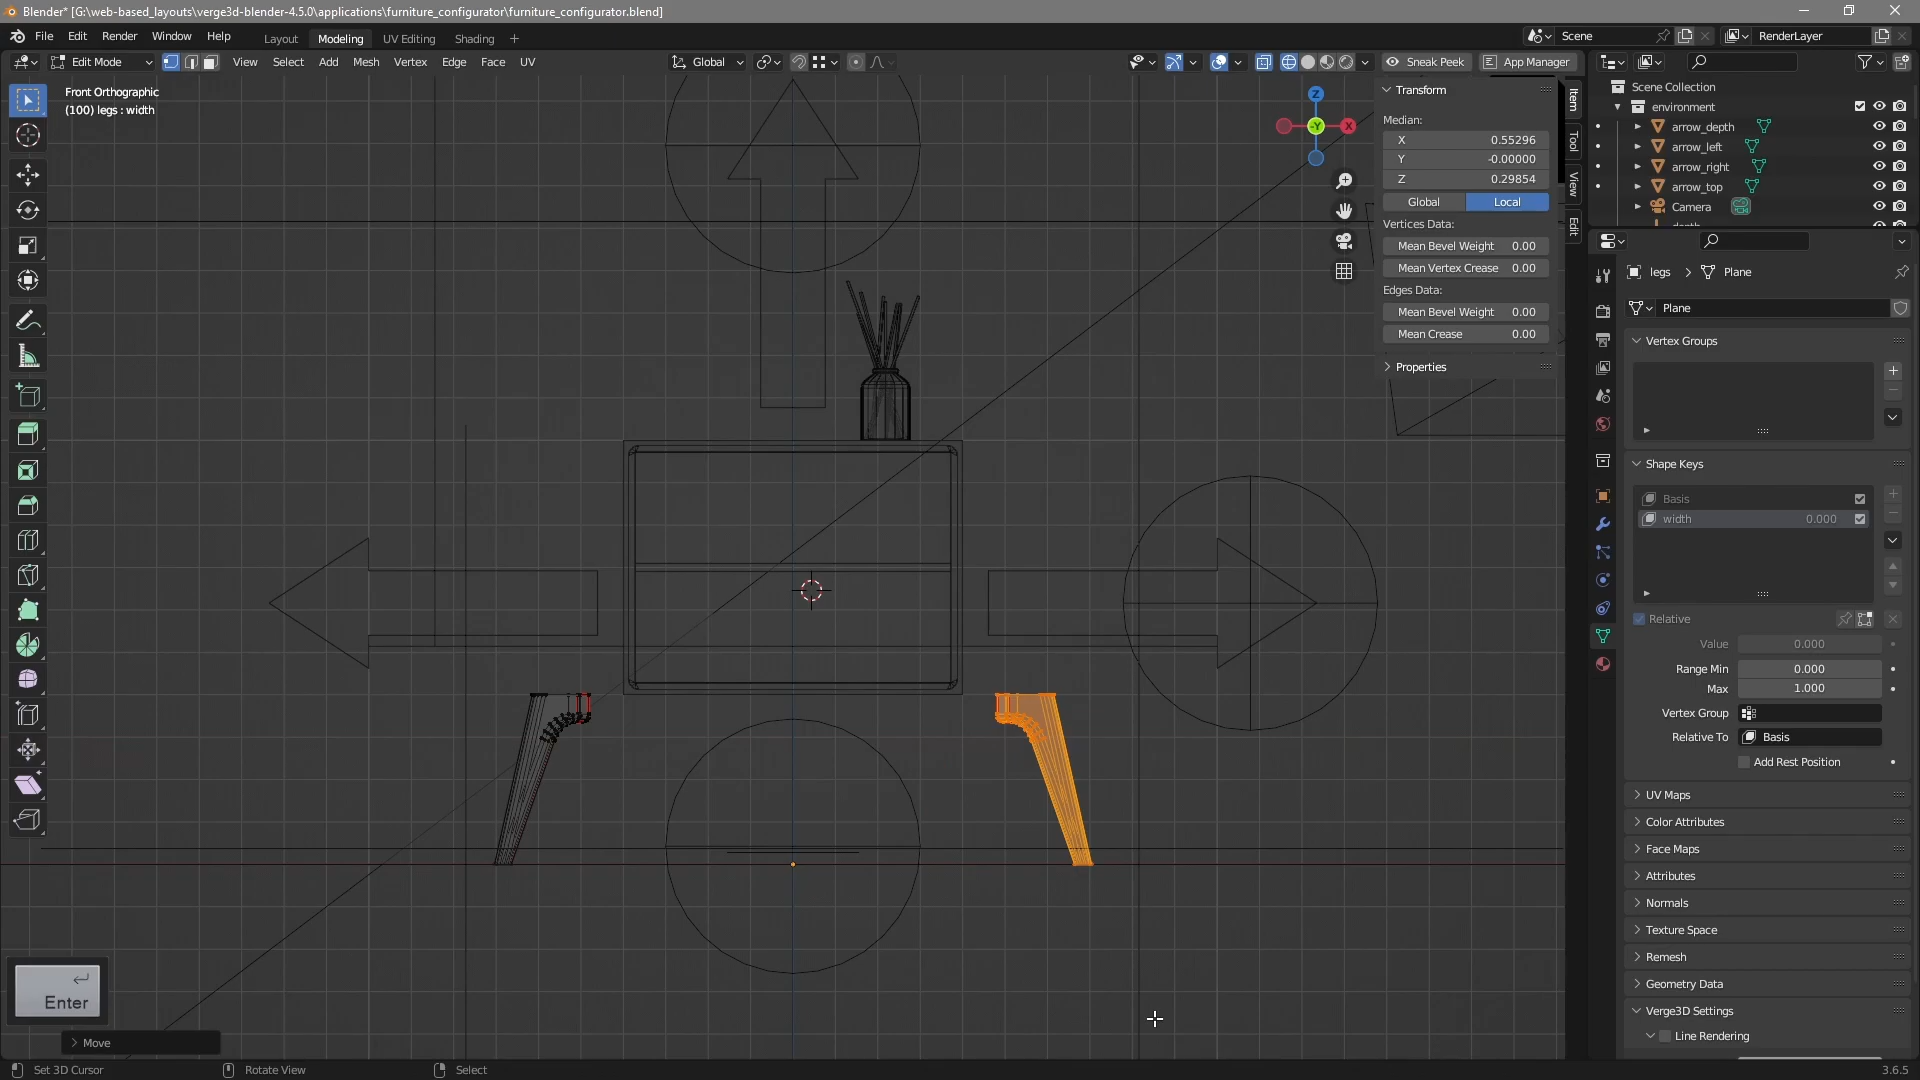 Blender* [G:\web-based_layouts\verge3d-blender-4.5.0\applications\furniture_configurator\furniture_configurator.blend]
File Edit Render Window Help Layout Modeling UV Editing Shading + Scene RenderLayer
Edit Mode View Select Add Mesh Vertex Edge Face UV Global Sneak Peek App Manager
Front Orthographic
(100) legs : width
Z
-Y
X
Transform
Median:
X 0.55296
Y -0.00000
Z 0.29854
Global Local
Vertices Data:
Mean Bevel Weight 0.00
Mean Vertex Crease 0.00
Edges Data:
Mean Bevel Weight 0.00
Mean Crease 0.00
Properties
Item
Tool
View
Edit
Scene Collection
environment
arrow_depth
arrow_left
arrow_right
arrow_top
Camera
depth
legs > Plane
Plane
Vertex Groups
Shape Keys
Basis
width 0.000
Relative
Value 0.000
Range Min 0.000
Max 1.000
Vertex Group
Relative To Basis
Add Rest Position
UV Maps
Color Attributes
Face Maps
Attributes
Normals
Texture Space
Remesh
Geometry Data
Verge3D Settings
Line Rendering
Enter
Move
Set 3D Cursor Rotate View Select 3.6.5